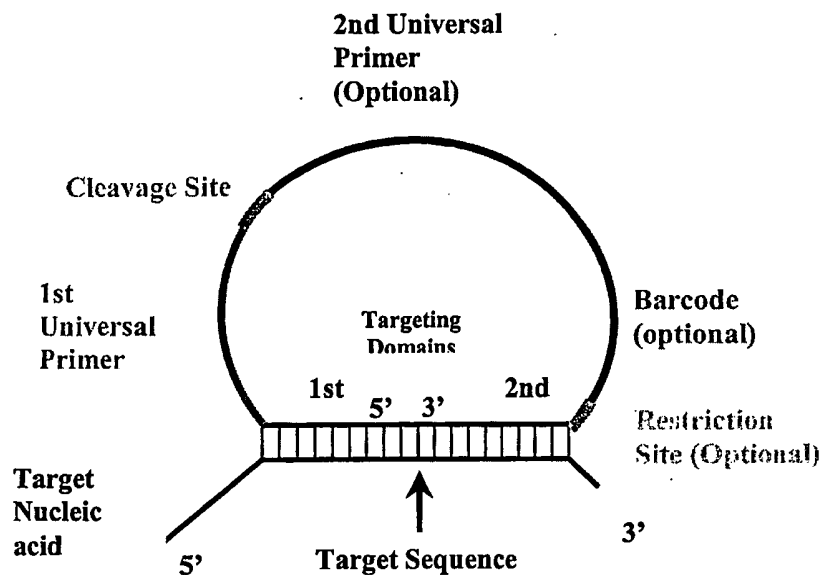 2nd Universal
Primer
(Optional)
Cleavage Site
1st
Universal
Primer
Targeting
Domains
Barcode
(optional)
1st
5’
3’
2nd
Restriction
Site (Optional)
Target
Nucleic
acid
5’
Target Sequence
3’